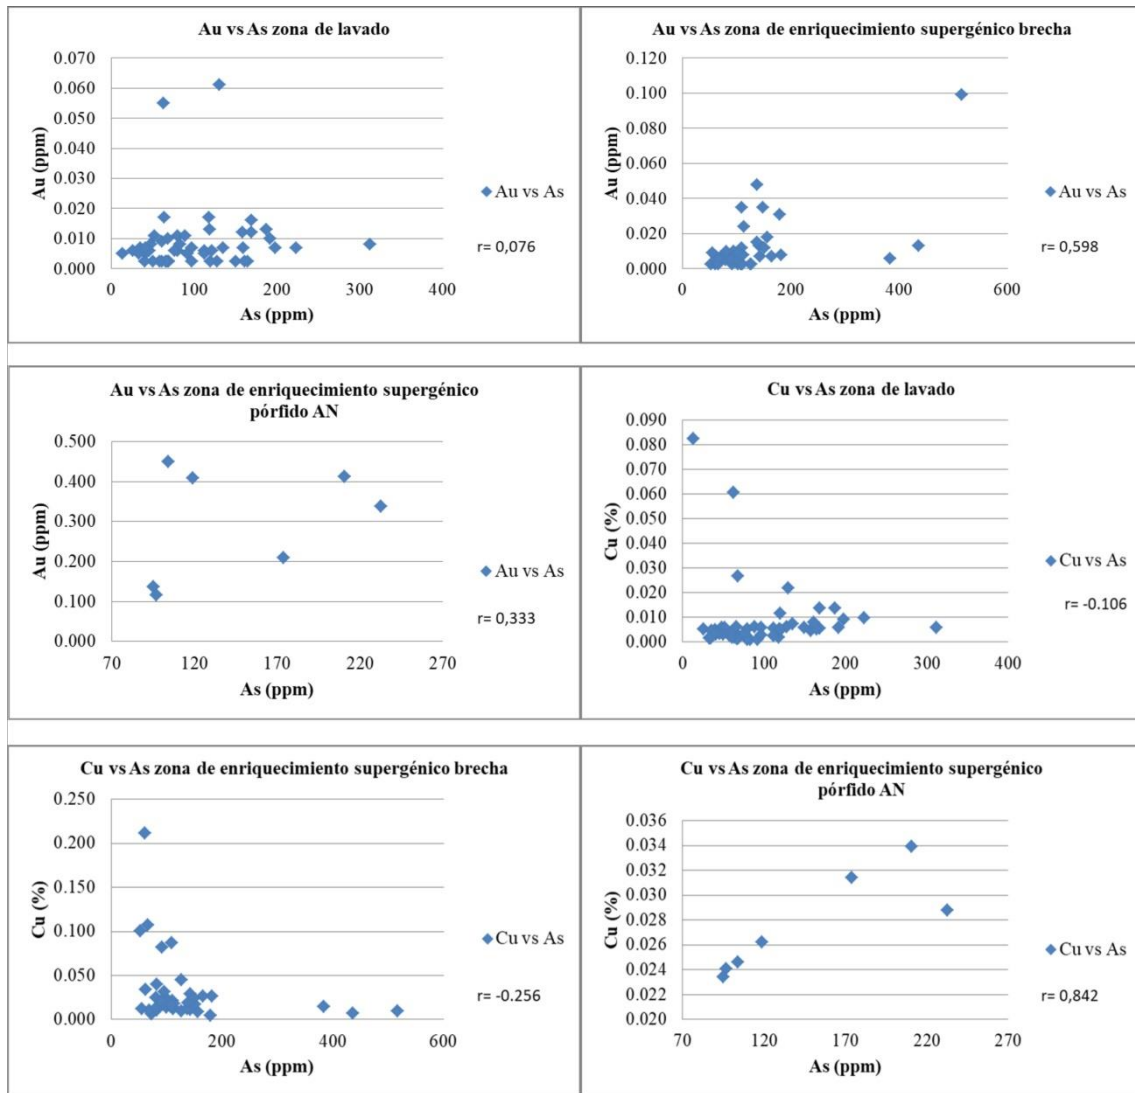 Au vs As zona de lavado
0.070
0.060
0.050
0.040
0.030
0.020
0.010
0.000
0
100
200
300
400
Au (ppm)
As (ppm)
Au vs As
r= 0,076
Au vs As zona de enriquecimiento supergénico brecha
0.120
0.100
0.080
0.060
0.040
0.020
0.000
0
200
400
600
Au (ppm)
As (ppm)
Au vs As
r= 0,598
Au vs As zona de enriquecimiento supergénico
pórfido AN
0.500
0.400
0.300
0.200
0.100
0.000
70
120
170
220
270
Au (ppm)
As (ppm)
Au vs As
r= 0,333
Cu vs As zona de lavado
0.090
0.080
0.070
0.060
0.050
0.040
0.030
0.020
0.010
0.000
0
100
200
300
400
Cu (%)
As (ppm)
Cu vs As
r= -0.106
Cu vs As zona de enriquecimiento supergénico brecha
0.250
0.200
0.150
0.100
0.050
0.000
0
200
400
600
Cu (%)
As (ppm)
Cu vs As
r= -0.256
Cu vs As zona de enriquecimiento supergénico
pórfido AN
0.036
0.034
0.032
0.030
0.028
0.026
0.024
0.022
0.020
70
120
170
220
270
Cu (%)
As (ppm)
Cu vs As
r= 0,842